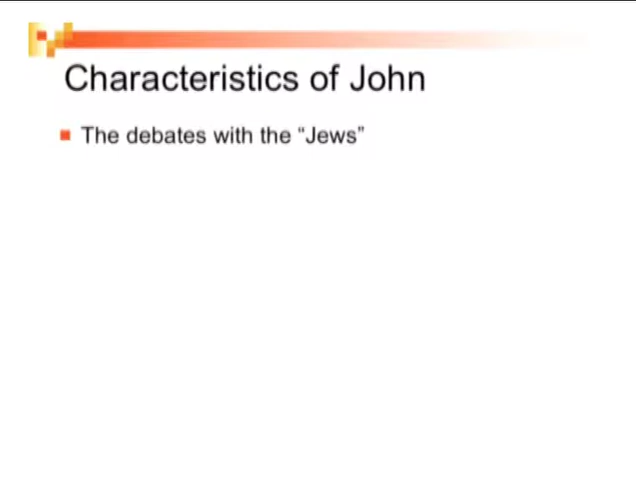 Characteristics of John
The debates with the “Jews”